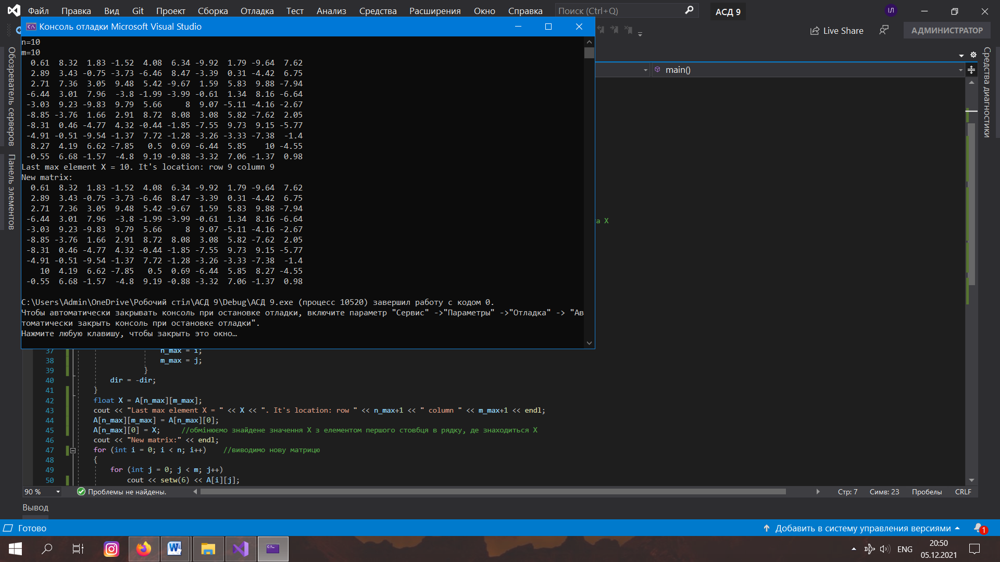 Файл Правка Вид Git Проект Сборка Отладка Тест Анализ Средства Расширения Окно Справка Поиск (Ctrl+Q) АСД 9 ІЛ
Консоль отладки Microsoft Visual Studio
Live Share АДМИНИСТРАТОР
Обозреватель серверов
Панель элементов
Средства диагностики
main()
n=10
m=10
0.61 8.32 1.83 -1.52 4.08 6.34 -9.92 1.79 -9.64 7.62
2.89 3.43 -0.75 -3.73 -6.46 8.47 -3.39 0.31 -4.42 6.75
2.71 7.36 3.05 9.48 5.42 -9.67 1.59 5.83 9.88 -7.94
-6.44 3.01 7.96 -3.8 -1.99 -3.99 -0.61 1.34 8.16 -6.64
-3.03 9.23 -9.83 9.79 5.66 8 9.07 -5.11 -4.16 -2.67
-8.85 -3.76 1.66 2.91 8.72 8.08 3.08 5.82 -7.62 2.05
-8.31 0.46 -4.77 4.32 -0.44 -1.85 -7.55 9.73 9.15 -5.77
-4.91 -0.51 -9.54 -1.37 7.72 -1.28 -3.26 -3.33 -7.38 -1.4
8.27 4.19 6.62 -7.85 0.5 0.69 -6.44 5.85 10 -4.55
-0.55 6.68 -1.57 -4.8 9.19 -0.88 -3.32 7.06 -1.37 0.98
Last max element X = 10. It's location: row 9 column 9
New matrix:
0.61 8.32 1.83 -1.52 4.08 6.34 -9.92 1.79 -9.64 7.62
2.89 3.43 -0.75 -3.73 -6.46 8.47 -3.39 0.31 -4.42 6.75
2.71 7.36 3.05 9.48 5.42 -9.67 1.59 5.83 9.88 -7.94
-6.44 3.01 7.96 -3.8 -1.99 -3.99 -0.61 1.34 8.16 -6.64
-3.03 9.23 -9.83 9.79 5.66 8 9.07 -5.11 -4.16 -2.67
-8.85 -3.76 1.66 2.91 8.72 8.08 3.08 5.82 -7.62 2.05
-8.31 0.46 -4.77 4.32 -0.44 -1.85 -7.55 9.73 9.15 -5.77
-4.91 -0.51 -9.54 -1.37 7.72 -1.28 -3.26 -3.33 -7.38 -1.4
10 4.19 6.62 -7.85 0.5 0.69 -6.44 5.85 8.27 -4.55
-0.55 6.68 -1.57 -4.8 9.19 -0.88 -3.32 7.06 -1.37 0.98
C:\Users\Admin\OneDrive\Робочий стіл\АСД 9\Debug\АСД 9.exe (процесс 10520) завершил работу с кодом 0.
Чтобы автоматически закрывать консоль при остановке отладки, включите параметр "Сервис" ->"Параметры" ->"Отладка" -> "Ав
томатически закрыть консоль при остановке отладки".
Нажмите любую клавишу, чтобы закрыть это окно…
а X
37 n_max = i;
38 m_max = j;
39 }
40 dir = -dir;
41 }
42 float X = A[n_max][m_max];
43 cout << "Last max element X = " << X << ". It's location: row " << n_max+1 << " column " << m_max+1 << endl;
44 A[n_max][m_max] = A[n_max][0];
45 A[n_max][0] = X; //обмінюємо знайдене значення X з елементом першого стовбця в рядку, де знаходиться X
46 cout << "New matrix:" << endl;
47 for (int i = 0; i < n; i++) //виводимо нову матрицю
48 {
49 for (int j = 0; j < m; j++)
50 cout << setw(6) << A[i][j];
90 % Проблемы не найдены. Стр: 7 Симв: 23 Пробелы CRLF
Вывод
Готово Добавить в систему управления версиями 1
ENG 20:50
05.12.2021